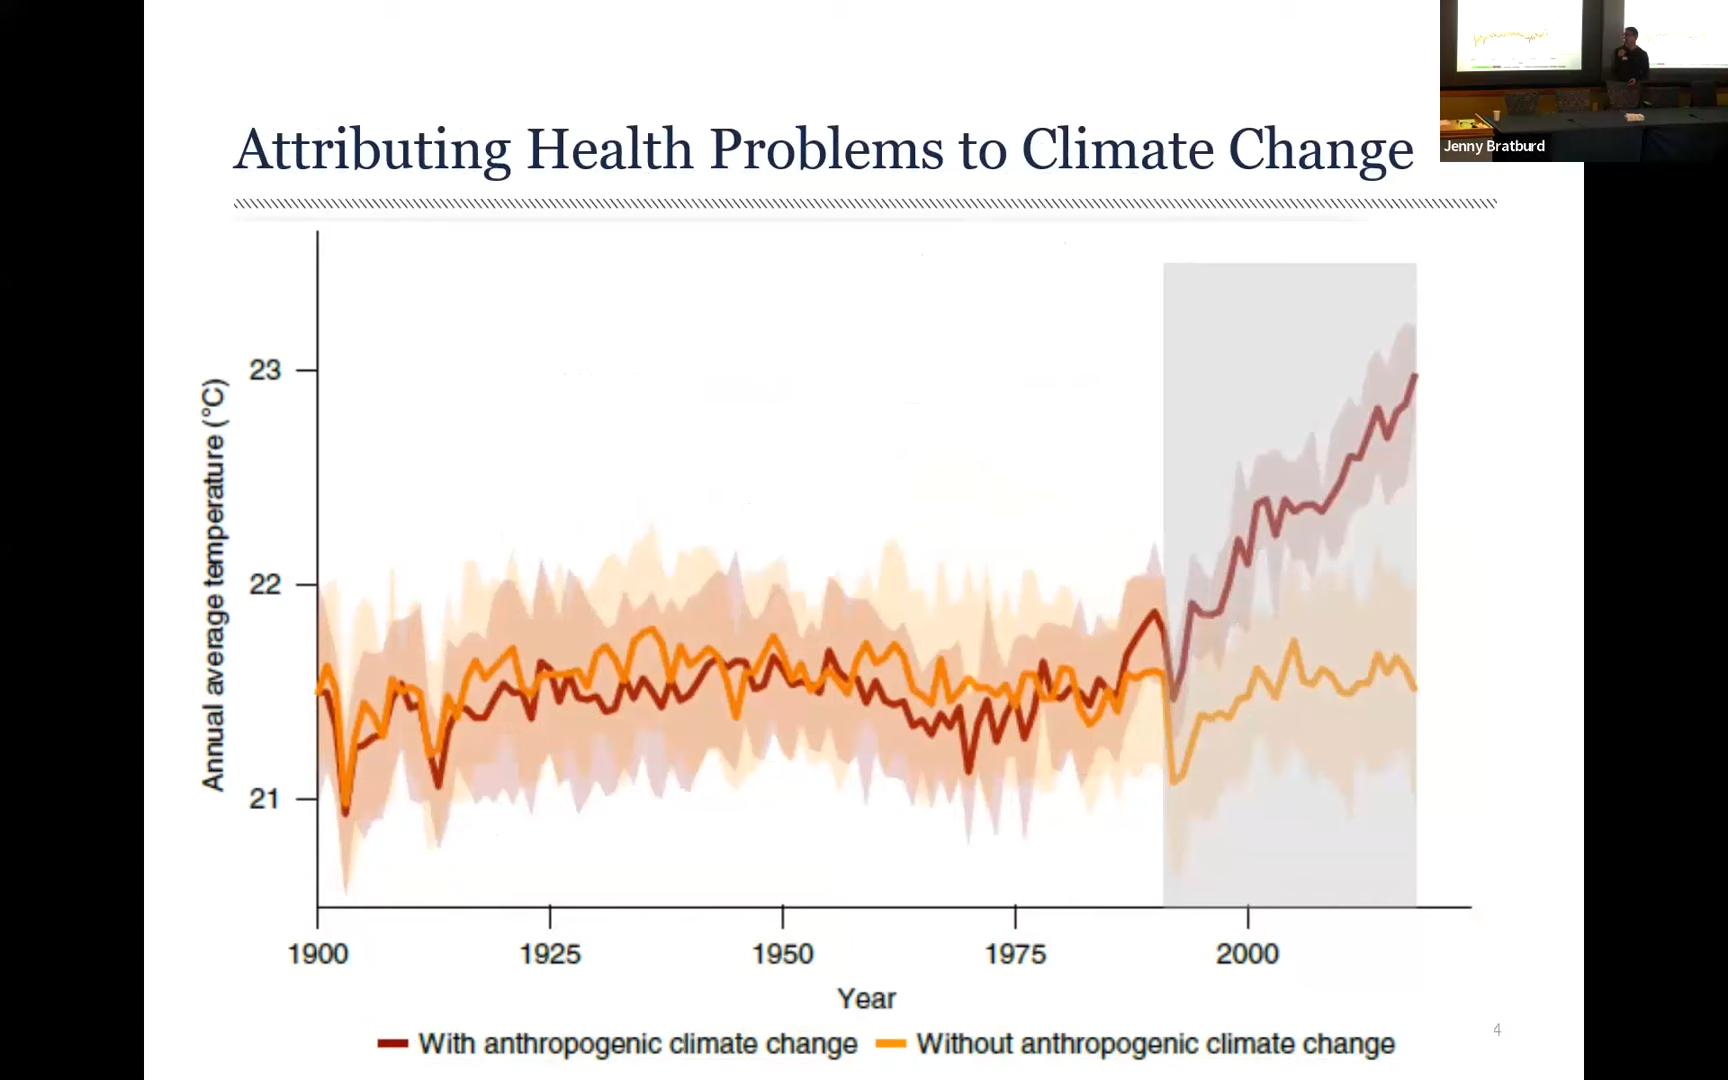 Attributing Health Problems to Climate Change
Jenny Bratburd
Annual average temperature (°C)
23
22
21
1900 1925 1950 1975 2000
Year
With anthropogenic climate change Without anthropogenic climate change
4